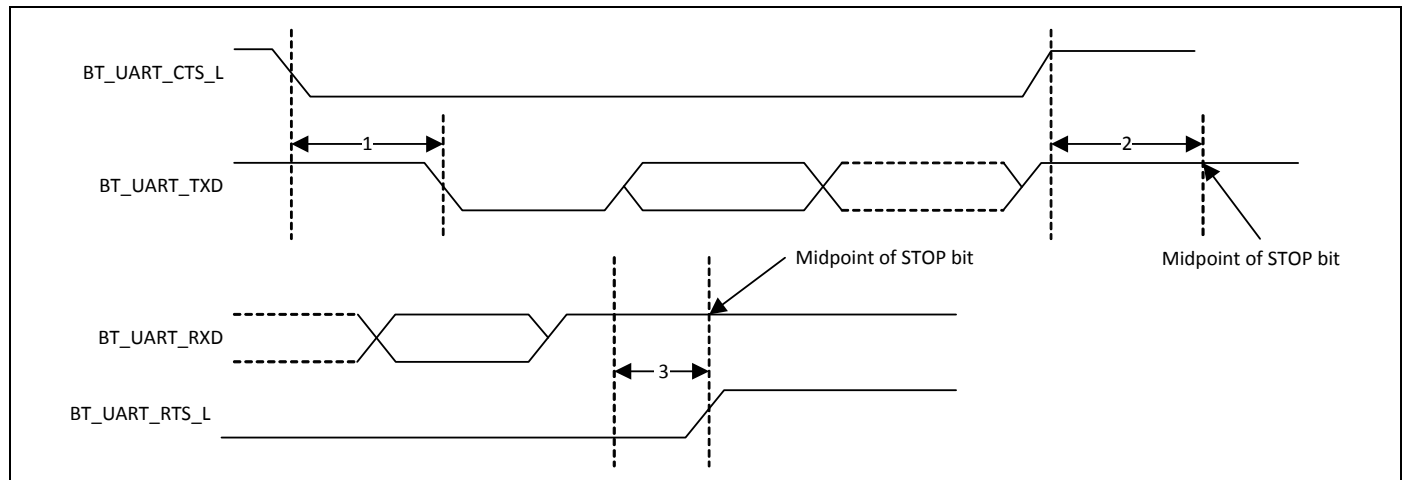 BT_UART_CTS_L
1
2
BT_UART_TXD
Midpoint of STOP bit
Midpoint of STOP bit
BT_UART_RXD
3
BT_UART_RTS_L